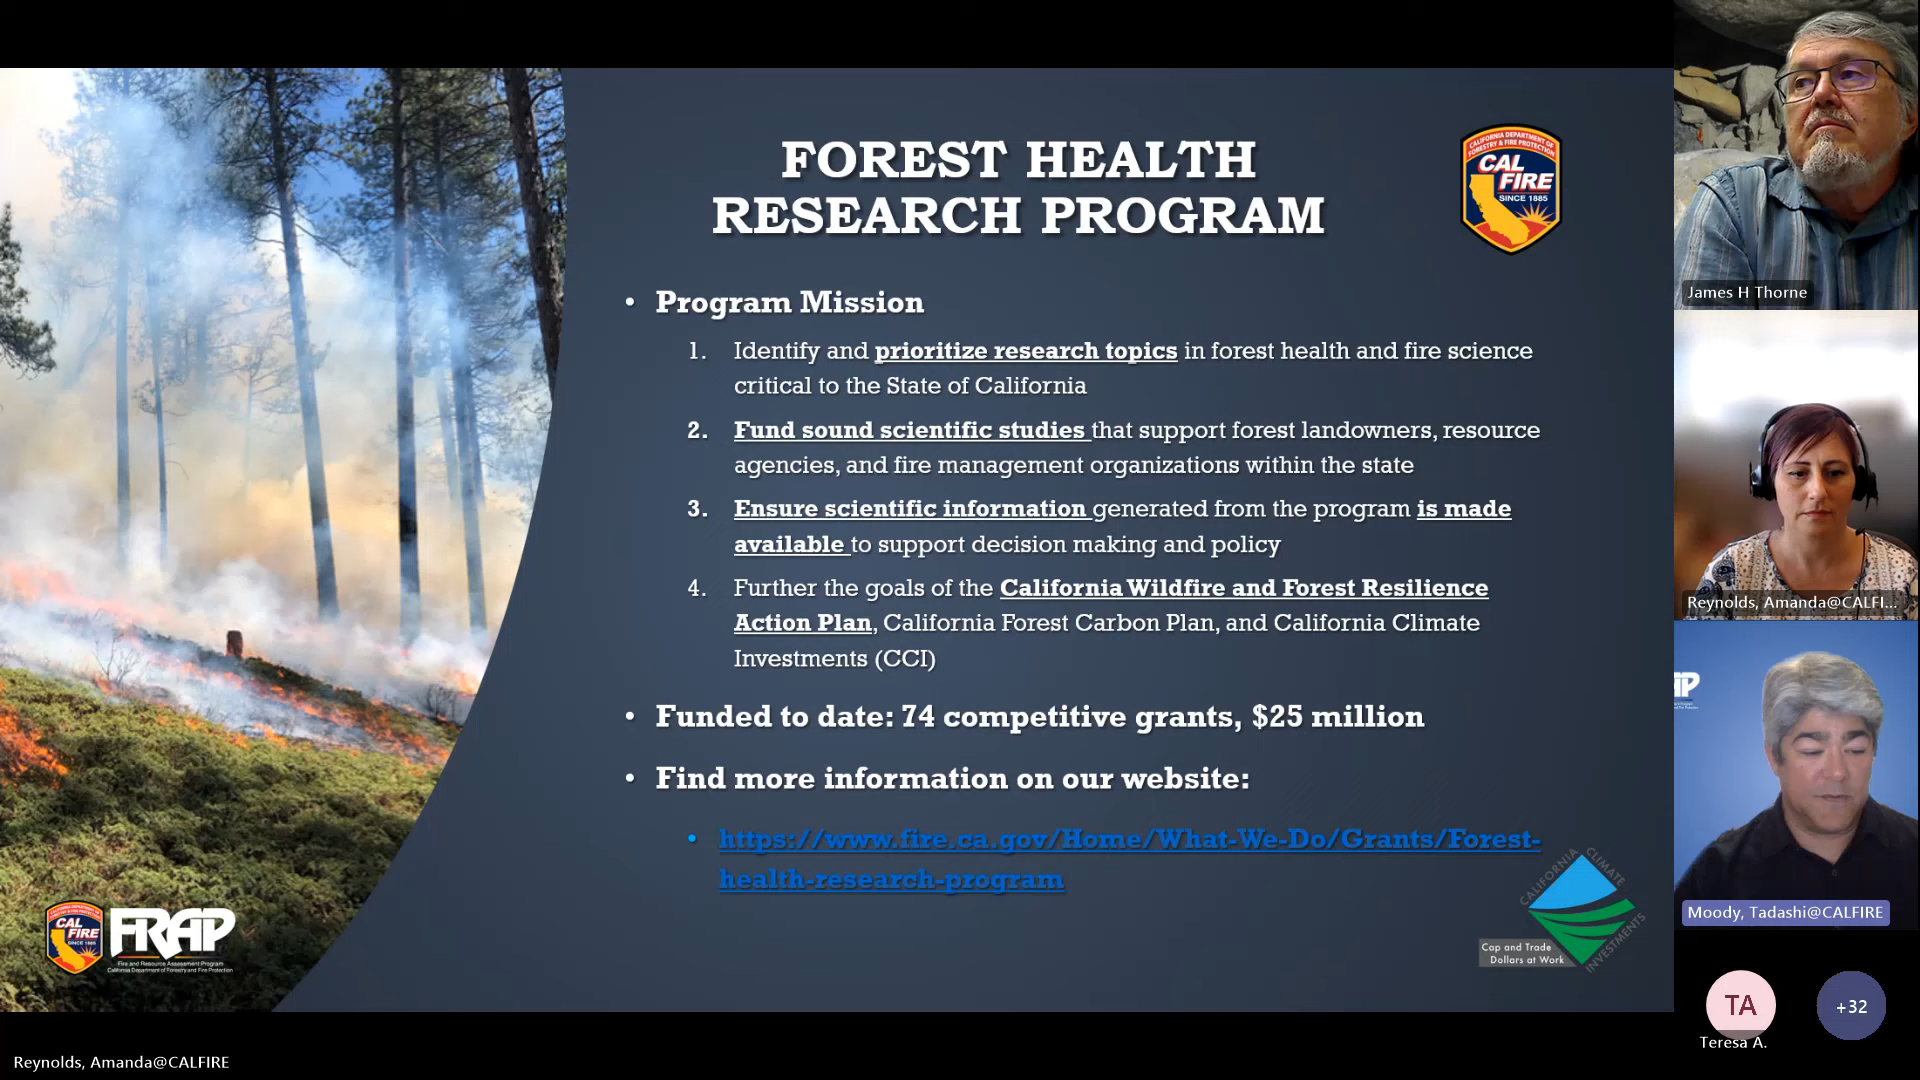 FOREST HEALTH
RESEARCH PROGRAM
CALIFORNIA DEPARTMENT OF
FORESTRY & FIRE PROTECTION
CAL
FIRE
SINCE 1885
• Program Mission
1. Identify and prioritize research topics in forest health and fire science
critical to the State of California
2. Fund sound scientific studies that support forest landowners, resource
agencies, and fire management organizations within the state
3. Ensure scientific information generated from the program is made
available to support decision making and policy
4. Further the goals of the California Wildfire and Forest Resilience
Action Plan, California Forest Carbon Plan, and California Climate
Investments (CCI)
• Funded to date: 74 competitive grants, $25 million
• Find more information on our website:
• https://www.fire.ca.gov/Home/What-We-Do/Grants/Forest-
health-research-program
CALIFORNIA CLIMATE
INVESTMENTS
Cap and Trade
Dollars at Work
CAL
FIRE
SINCE 1885
FRAP
Fire and Resource Assessment Program
California Department of Forestry and Fire Protection
James H Thorne
Reynolds, Amanda@CALFI...
AP
Moody, Tadashi@CALFIRE
TA
Teresa A.
+32
Reynolds, Amanda@CALFIRE